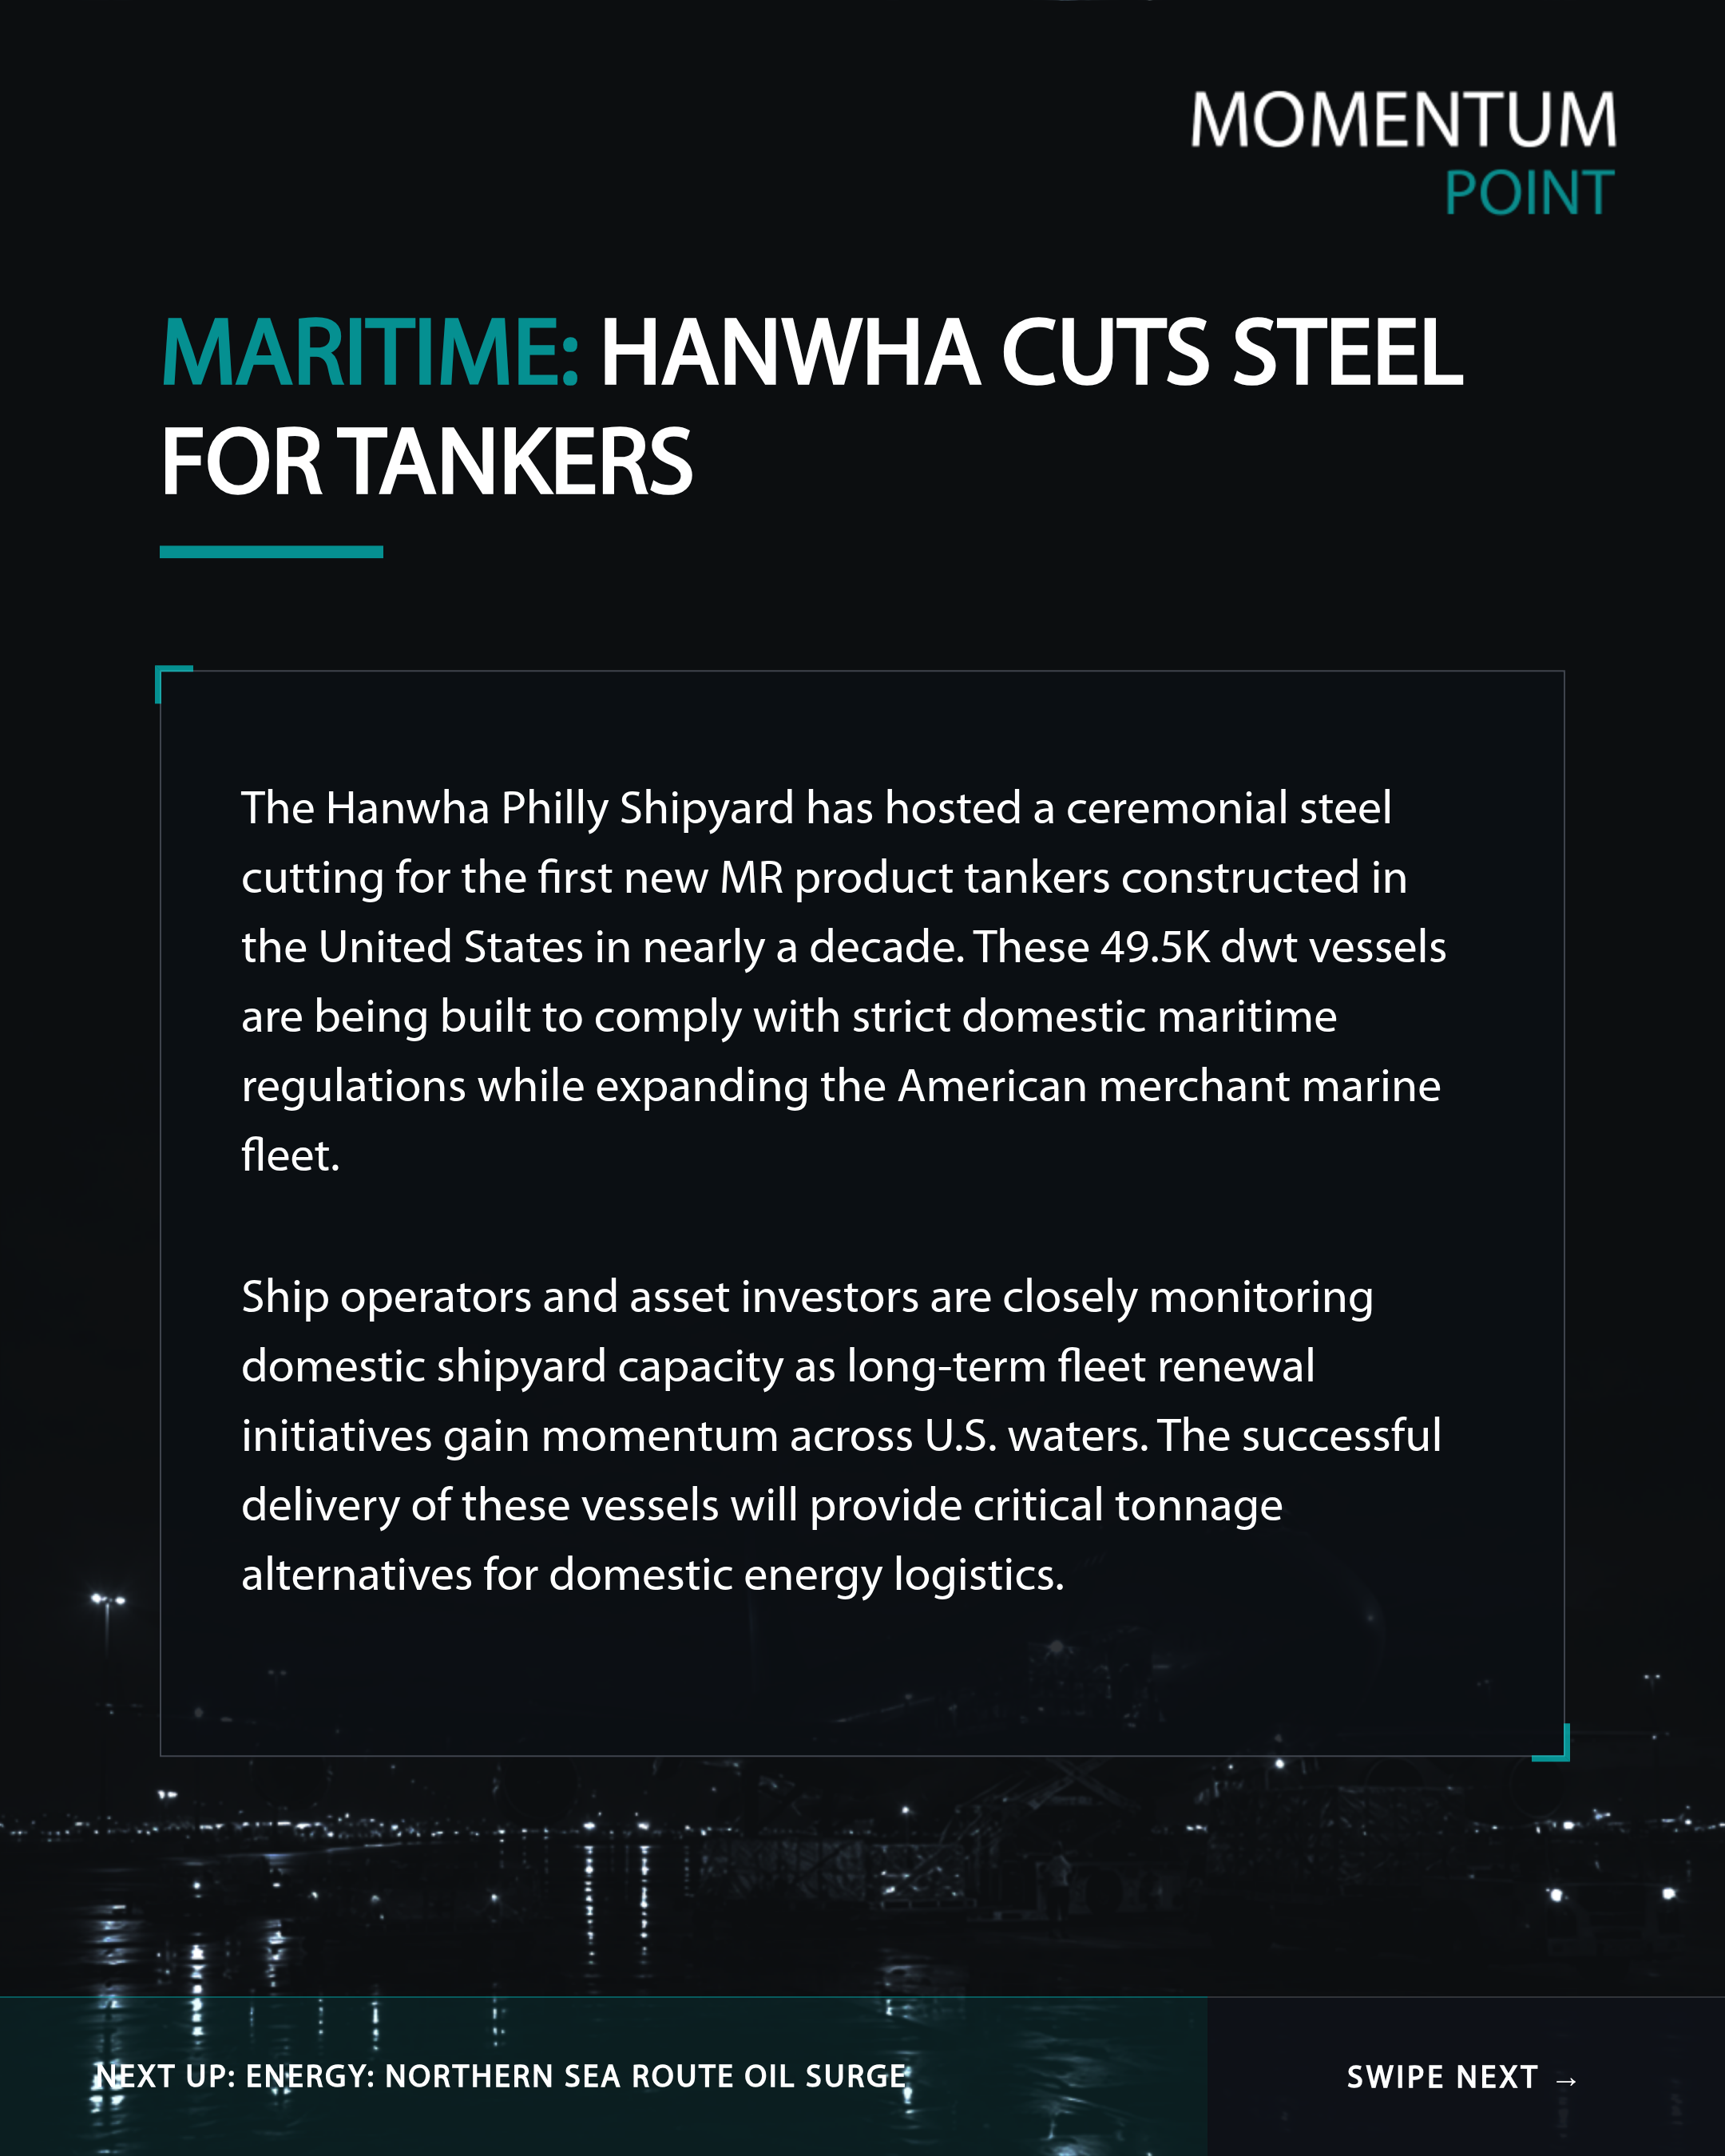 MOMENTUM
POINT
MARITIME: HANWHA CUTS STEEL
FOR TANKERS
The Hanwha Philly Shipyard has hosted a ceremonial steel
cutting for the first new MR product tankers constructed in
the United States in nearly a decade. These 49.5K dwt vessels
are being built to comply with strict domestic maritime
regulations while expanding the American merchant marine
fleet.
Ship operators and asset investors are closely monitoring
domestic shipyard capacity as long-term fleet renewal
initiatives gain momentum across U.S. waters. The successful
delivery of these vessels will provide critical tonnage
alternatives for domestic energy logistics.
NEXT UP: ENERGY: NORTHERN SEA ROUTE OIL SURGE
SWIPE NEXT →